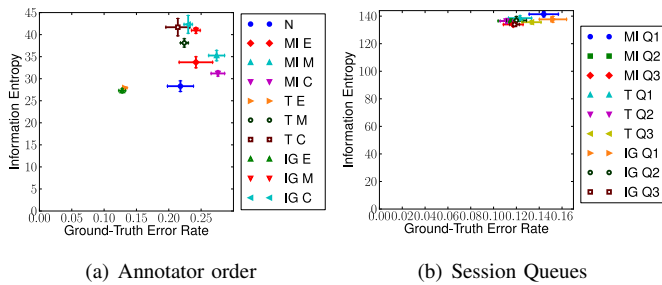 45
40
35
30
25
20
15
10
5
0
Information Entropy
0.00 0.05 0.10 0.15 0.20 0.25
Ground-Truth Error Rate
N
MI E
MI M
MI C
T E
T M
T C
IG E
IG M
IG C
(a) Annotator order
140
120
100
80
60
40
20
0
Information Entropy
0.000.020.040.060.080.100.120.140.16
Ground-Truth Error Rate
MI Q1
MI Q2
MI Q3
T Q1
T Q2
T Q3
IG Q1
IG Q2
IG Q3
(b) Session Queues